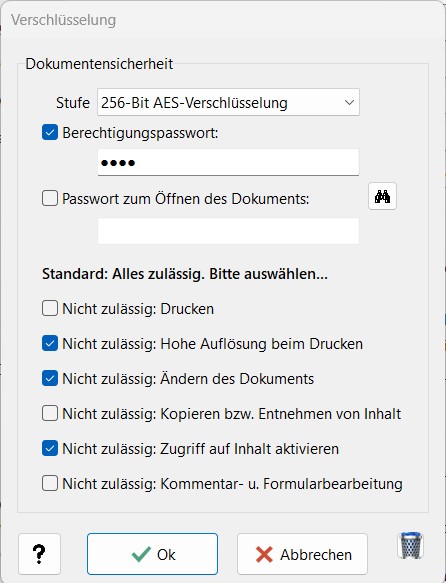 Verschlüsselung
Dokumentensicherheit
Stufe 256-Bit AES-Verschlüsselung
Berechtigungspasswort:
••••
Passwort zum Öffnen des Dokuments:
Standard: Alles zulässig. Bitte auswählen...
Nicht zulässig: Drucken
Nicht zulässig: Hohe Auflösung beim Drucken
Nicht zulässig: Ändern des Dokuments
Nicht zulässig: Kopieren bzw. Entnehmen von Inhalt
Nicht zulässig: Zugriff auf Inhalt aktivieren
Nicht zulässig: Kommentar- u. Formularbearbeitung
? Ok Abbrechen